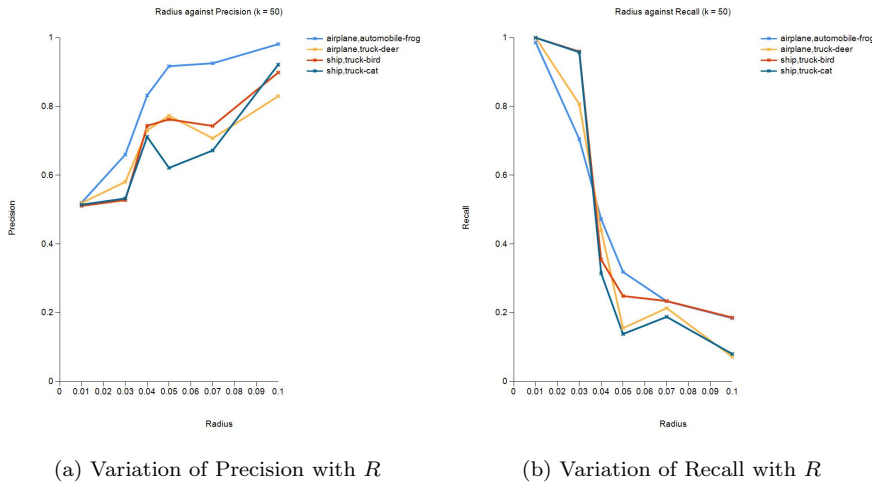 Radius against Precision (k = 50)
airplane,automobile-frog
airplane,truck-deer
ship,truck-bird
ship,truck-cat
1
0.8
0.6
0.4
0.2
0
Precision
0 0.01 0.02 0.03 0.04 0.05 0.06 0.07 0.08 0.09 0.1
Radius
(a) Variation of Precision with R
Radius against Recall (k = 50)
airplane,automobile-frog
airplane,truck-deer
ship,truck-bird
ship,truck-cat
1
0.8
0.6
0.4
0.2
0
Recall
0 0.01 0.02 0.03 0.04 0.05 0.06 0.07 0.08 0.09 0.1
Radius
(b) Variation of Recall with R